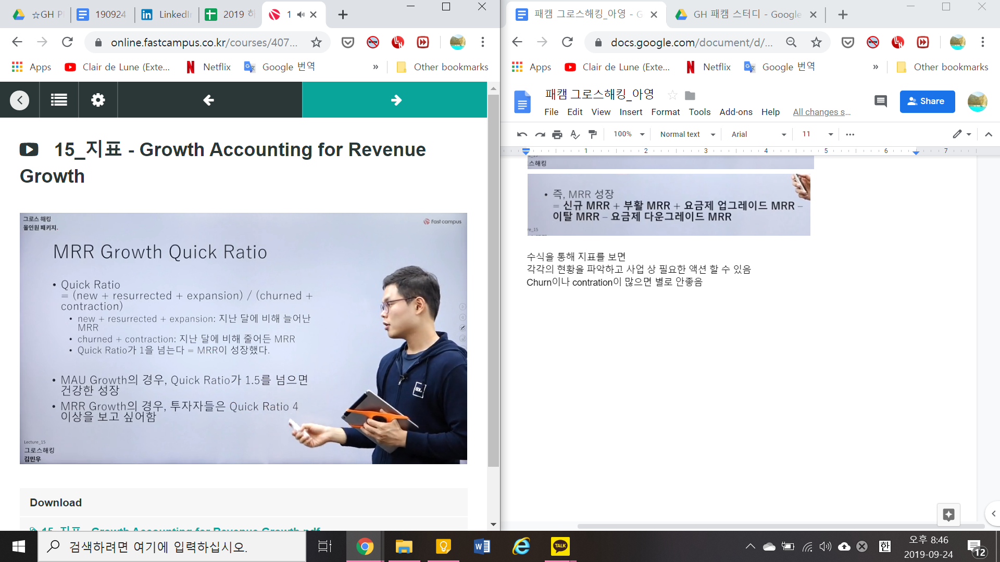 ☆GH P
190924
LinkedIn
2019 하
1
online.fastcampus.co.kr/courses/407...
Apps
Clair de Lune (Exte...
Netflix
Google 번역
»
Other bookmarks
15_지표 - Growth Accounting for Revenue
Growth
그로스 해킹
올인원 패키지.
Fast campus
MRR Growth Quick Ratio
• Quick Ratio
= (new + resurrected + expansion) / (churned +
contraction)
• new + resurrected + expansion: 지난 달에 비해 늘어난
MRR
• churned + contraction: 지난 달에 비해 줄어든 MRR
• Quick Ratio가 1을 넘는다 = MRR이 성장했다.
• MAU Growth의 경우, Quick Ratio가 1.5를 넘으면
건강한 성장
• MRR Growth의 경우, 투자자들은 Quick Ratio 4
이상을 보고 싶어함
Lecture_15
그로스해킹
김민우
Download
15_지표 - Growth Accounting for Revenue Growth.pdf
패캠 그로스해킹_아영 - G
GH 패캠 스터디 - Google
docs.google.com/document/d/...
Apps
Clair de Lune (Exte...
Netflix
Google 번역
»
Other bookmarks
패캠 그로스해킹_아영
File Edit View Insert Format Tools Add-ons Help All changes s...
Share
100% Normal text Arial 11
1 2 3 4 5 6 7
스해킹
• 즉, MRR 성장
= 신규 MRR + 부활 MRR + 요금제 업그레이드 MRR –
이탈 MRR – 요금제 다운그레이드 MRR
re_15
수식을 통해 지표를 보면
각각의 현황을 파악하고 사업 상 필요한 액션 할 수 있음
Churn이나 contration이 많으면 별로 안좋음
검색하려면 여기에 입력하십시오.
TALK
한
오후 8:46
2019-09-24
12